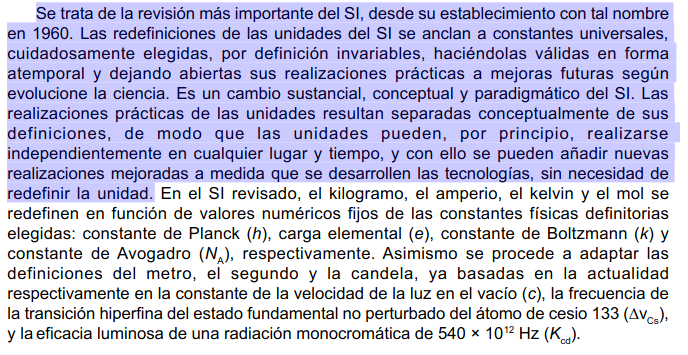 Se trata de la revisión más importante del SI, desde su establecimiento con tal nombre
en 1960. Las redefiniciones de las unidades del SI se anclan a constantes universales,
cuidadosamente elegidas, por definición invariables, haciéndolas válidas en forma
atemporal y dejando abiertas sus realizaciones prácticas a mejoras futuras según
evolucione la ciencia. Es un cambio sustancial, conceptual y paradigmático del SI. Las
realizaciones prácticas de las unidades resultan separadas conceptualmente de sus
definiciones, de modo que las unidades pueden, por principio, realizarse
independientemente en cualquier lugar y tiempo, y con ello se pueden añadir nuevas
realizaciones mejoradas a medida que se desarrollen las tecnologías, sin necesidad de
redefinir la unidad. En el SI revisado, el kilogramo, el amperio, el kelvin y el mol se
redefinen en función de valores numéricos fijos de las constantes físicas definitorias
elegidas: constante de Planck (h), carga elemental (e), constante de Boltzmann (k) y
constante de Avogadro (N_A), respectivamente. Asimismo se procede a adaptar las
definiciones del metro, el segundo y la candela, ya basadas en la actualidad
respectivamente en la constante de la velocidad de la luz en el vacío (c), la frecuencia de
la transición hiperfina del estado fundamental no perturbado del átomo de cesio 133 (Δν_Cs),
y la eficacia luminosa de una radiación monocromática de 540 × 10¹² Hz (K_cd).